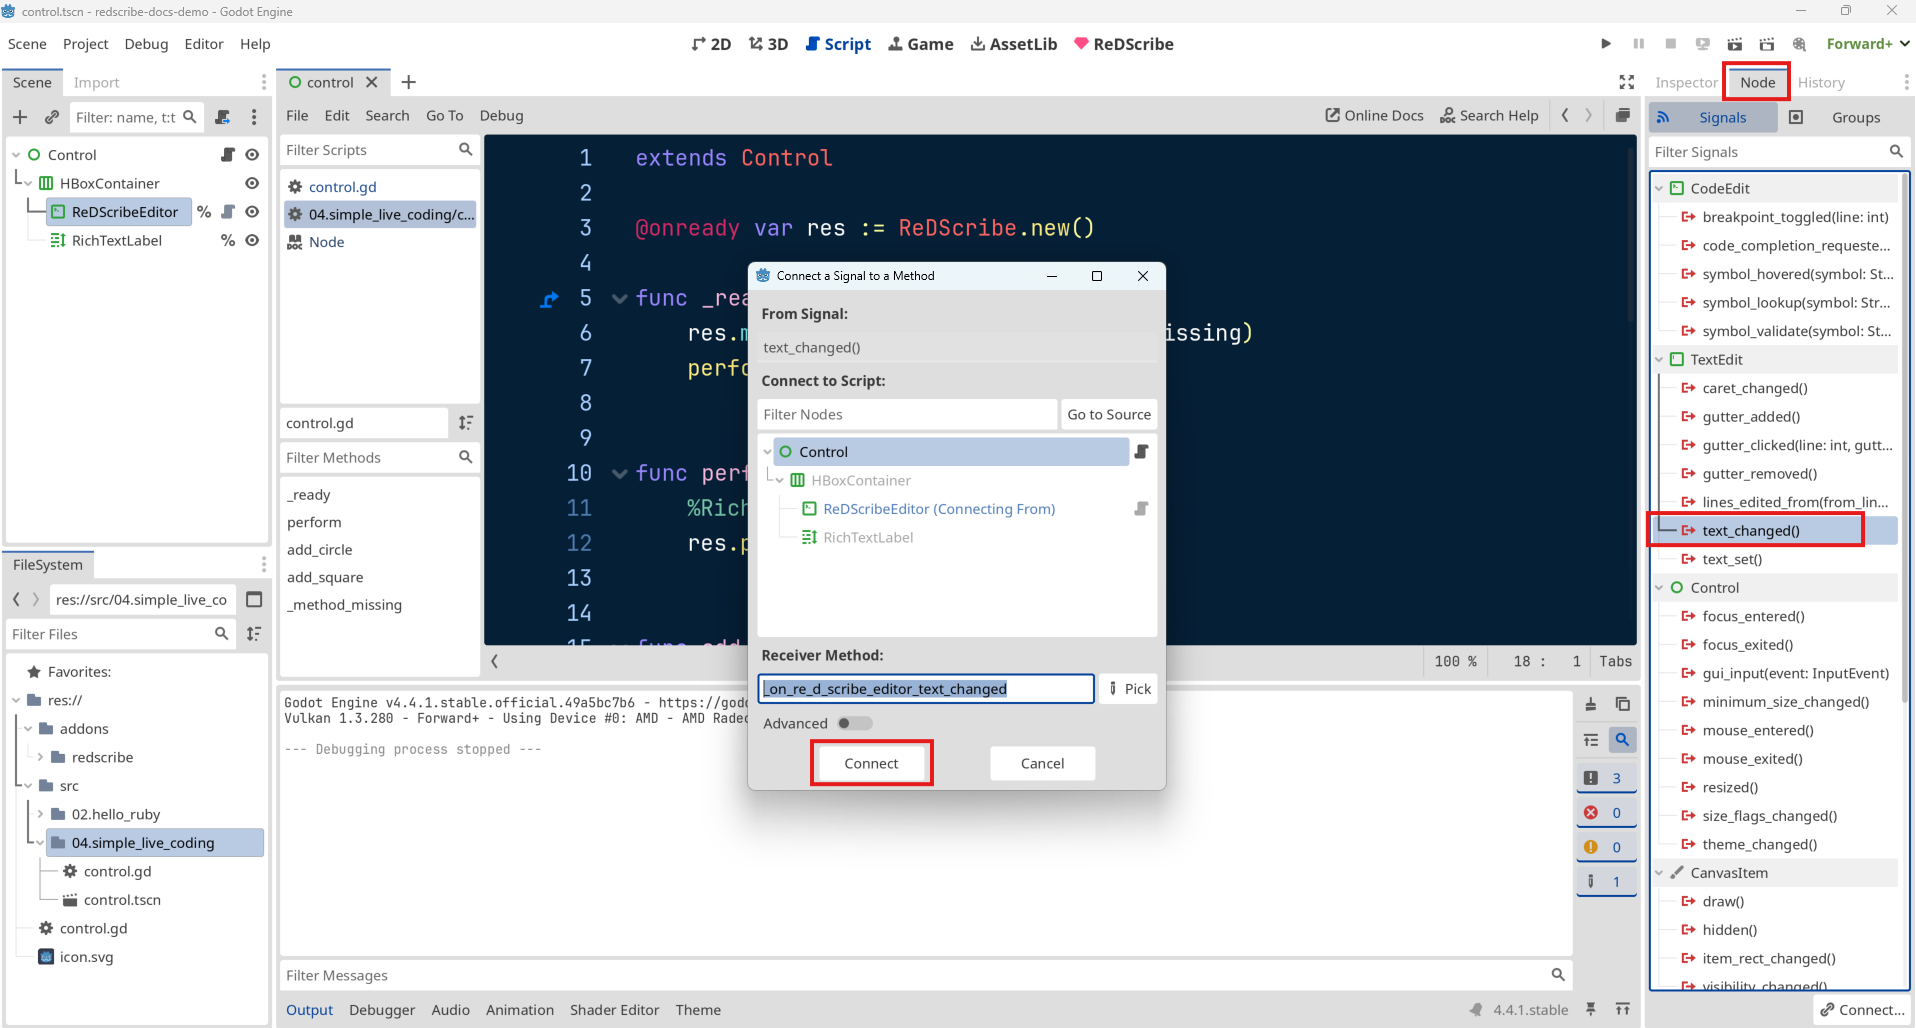 control.tscn - redscribe-docs-demo - Godot Engine
Scene Project Debug Editor Help
2D 3D Script Game AssetLib ReDScribe
Forward+
Scene Import
Filter: name, t:t
Control
HBoxContainer
ReDScribeEditor %
RichTextLabel %
FileSystem
res://src/04.simple_live_co
Filter Files
Favorites:
res://
addons
redscribe
src
02.hello_ruby
04.simple_live_coding
control.gd
control.tscn
control.gd
icon.svg
control
File Edit Search Go To Debug
Online Docs Search Help
Filter Scripts
control.gd
04.simple_live_coding/c...
Node
control.gd
Filter Methods
_ready
perform
add_circle
add_square
_method_missing
1 extends Control
2
3 @onready var res := ReDScribe.new()
4
5 func _rea
6 res.m issing)
7 perfo
8
9
10 func perf
11 %Rich
12 res.p
13
14
15 func add
100 % 18 : 1 Tabs
Connect a Signal to a Method
From Signal:
text_changed()
Connect to Script:
Filter Nodes Go to Source
Control
HBoxContainer
ReDScribeEditor (Connecting From)
RichTextLabel
Receiver Method:
_on_re_d_scribe_editor_text_changed Pick
Advanced
Connect Cancel
Godot Engine v4.4.1.stable.official.49a5bc7b6 - https://godo
Vulkan 1.3.280 - Forward+ - Using Device #0: AMD - AMD Radeo
--- Debugging process stopped ---
3
0
0
1
Filter Messages
Output Debugger Audio Animation Shader Editor Theme
4.4.1.stable
Inspector Node History
Signals Groups
Filter Signals
CodeEdit
breakpoint_toggled(line: int)
code_completion_requeste...
symbol_hovered(symbol: St...
symbol_lookup(symbol: Str...
symbol_validate(symbol: St...
TextEdit
caret_changed()
gutter_added()
gutter_clicked(line: int, gutt...
gutter_removed()
lines_edited_from(from_lin...
text_changed()
text_set()
Control
focus_entered()
focus_exited()
gui_input(event: InputEvent)
minimum_size_changed()
mouse_entered()
mouse_exited()
resized()
size_flags_changed()
theme_changed()
CanvasItem
draw()
hidden()
item_rect_changed()
visibility_changed()
Connect...